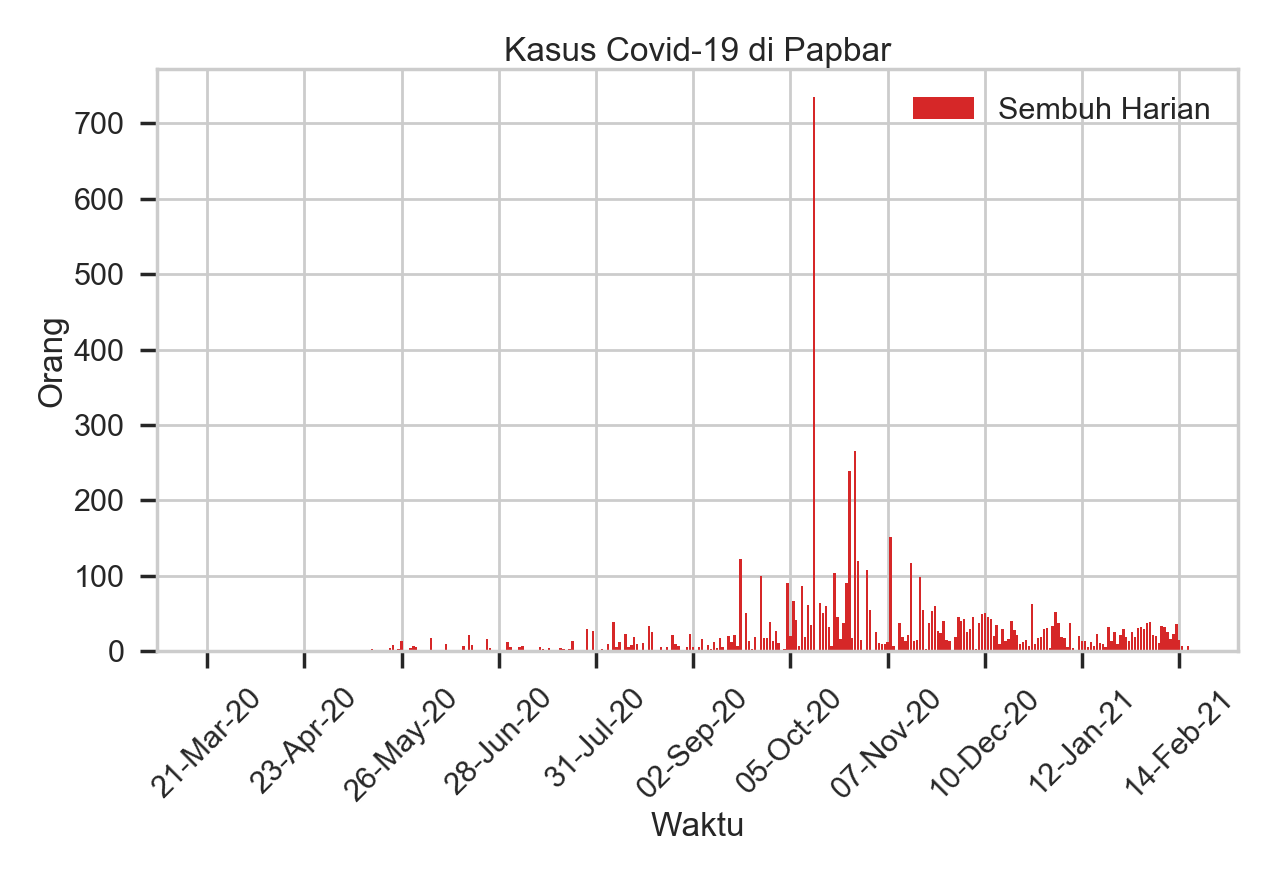 Kasus Covid-19 di Papbar
Sembuh Harian
700
600
500
400
300
200
100
0
Orang
21-Mar-20
23-Apr-20
26-May-20
28-Jun-20
31-Jul-20
02-Sep-20
05-Oct-20
07-Nov-20
10-Dec-20
12-Jan-21
14-Feb-21
Waktu